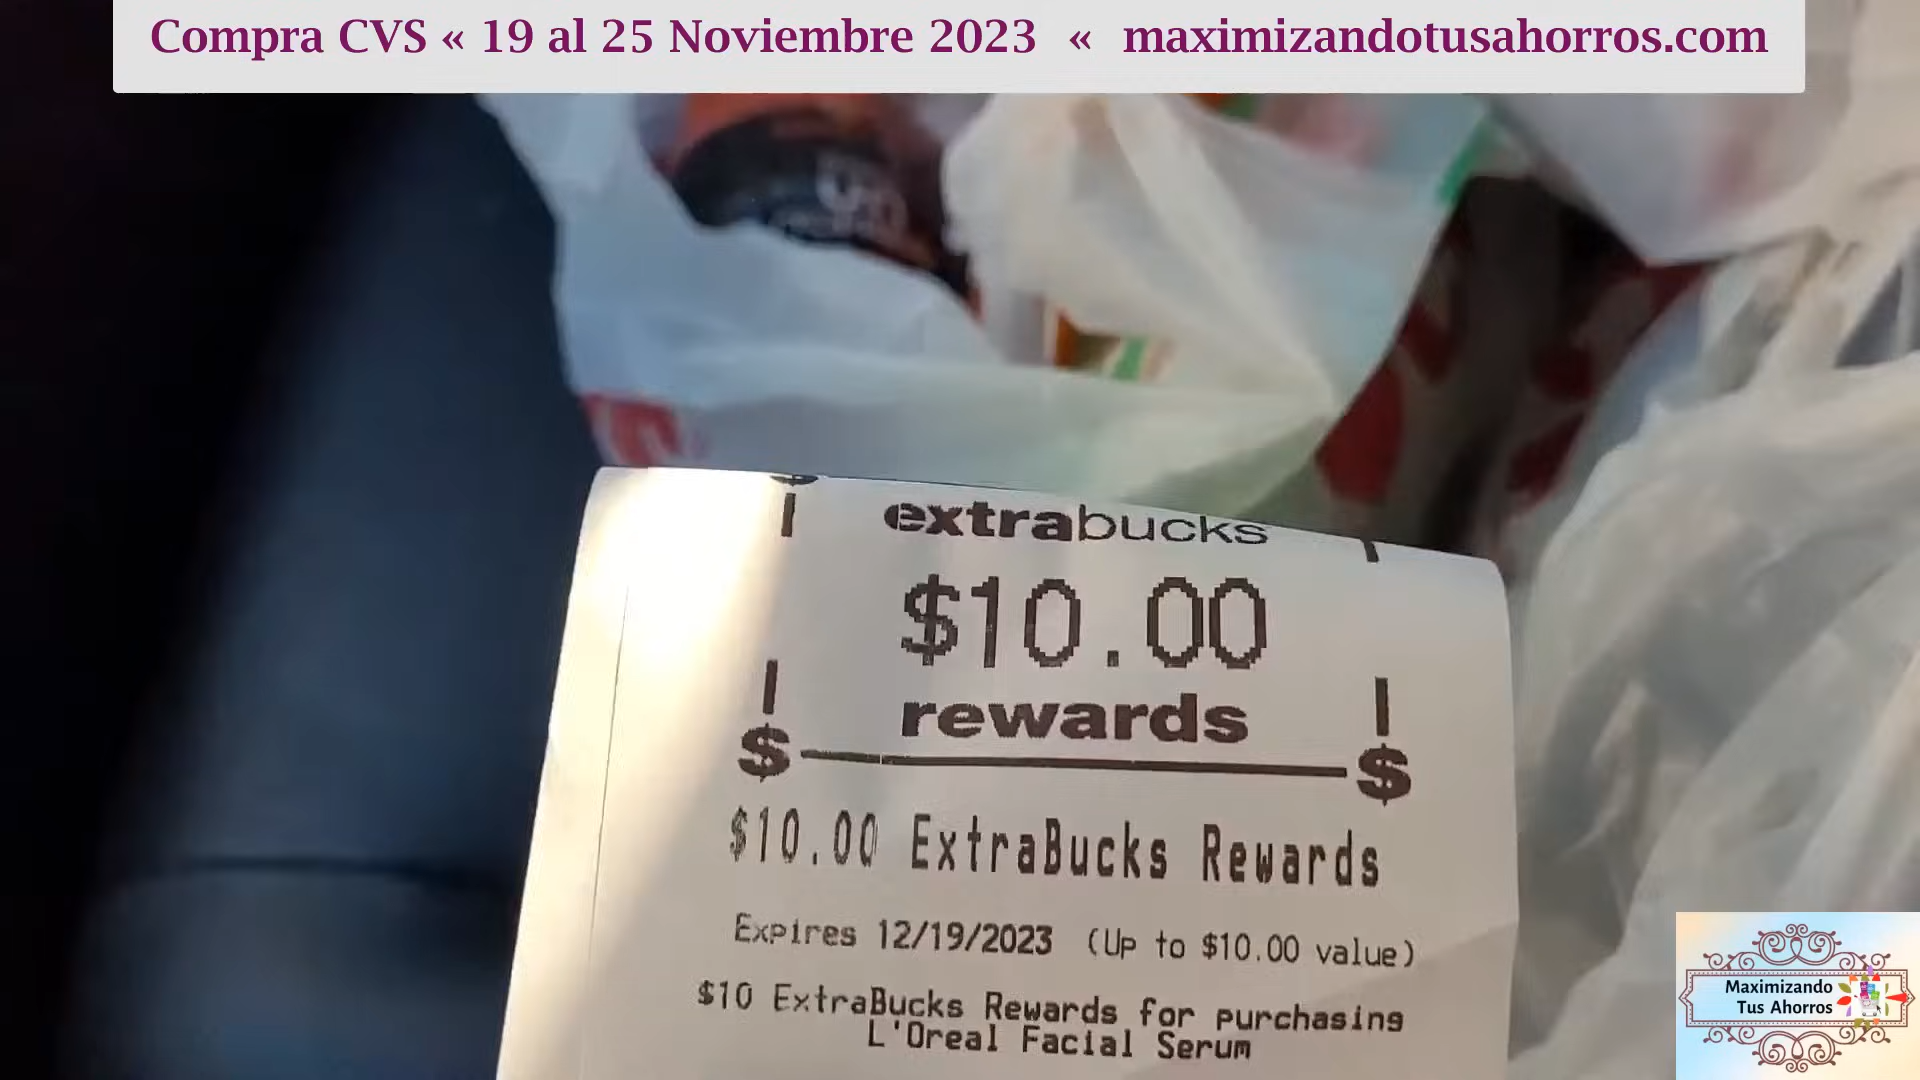 Compra CVS « 19 al 25 Noviembre 2023 « maximizandotusahorros.com
extrabucks
$10.00
rewards
$ $
$10.00 ExtraBucks Rewards
Expires 12/19/2023 (Up to $10.00 value)
$10 ExtraBucks Rewards for purchasing
L'Oreal Facial Serum
Maximizando
Tus Ahorros